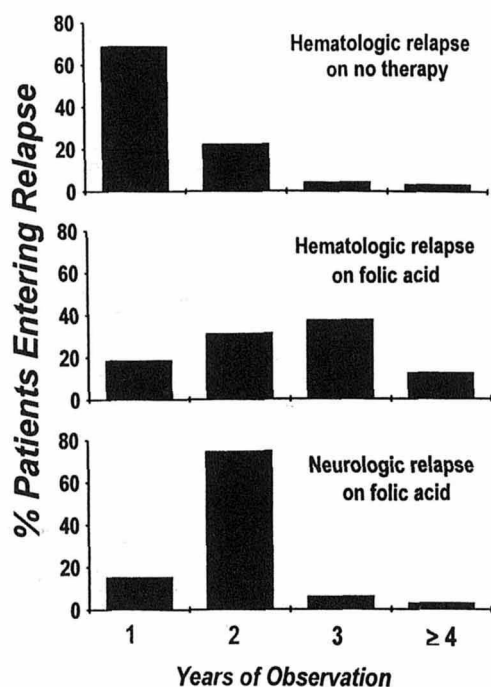 % Patients Entering Relapse
80
60
40
20
0
Hematologic relapse
on no therapy
80
60
40
20
0
Hematologic relapse
on folic acid
80
60
40
20
0
Neurologic relapse
on folic acid
1 2 3 ≥ 4
Years of Observation